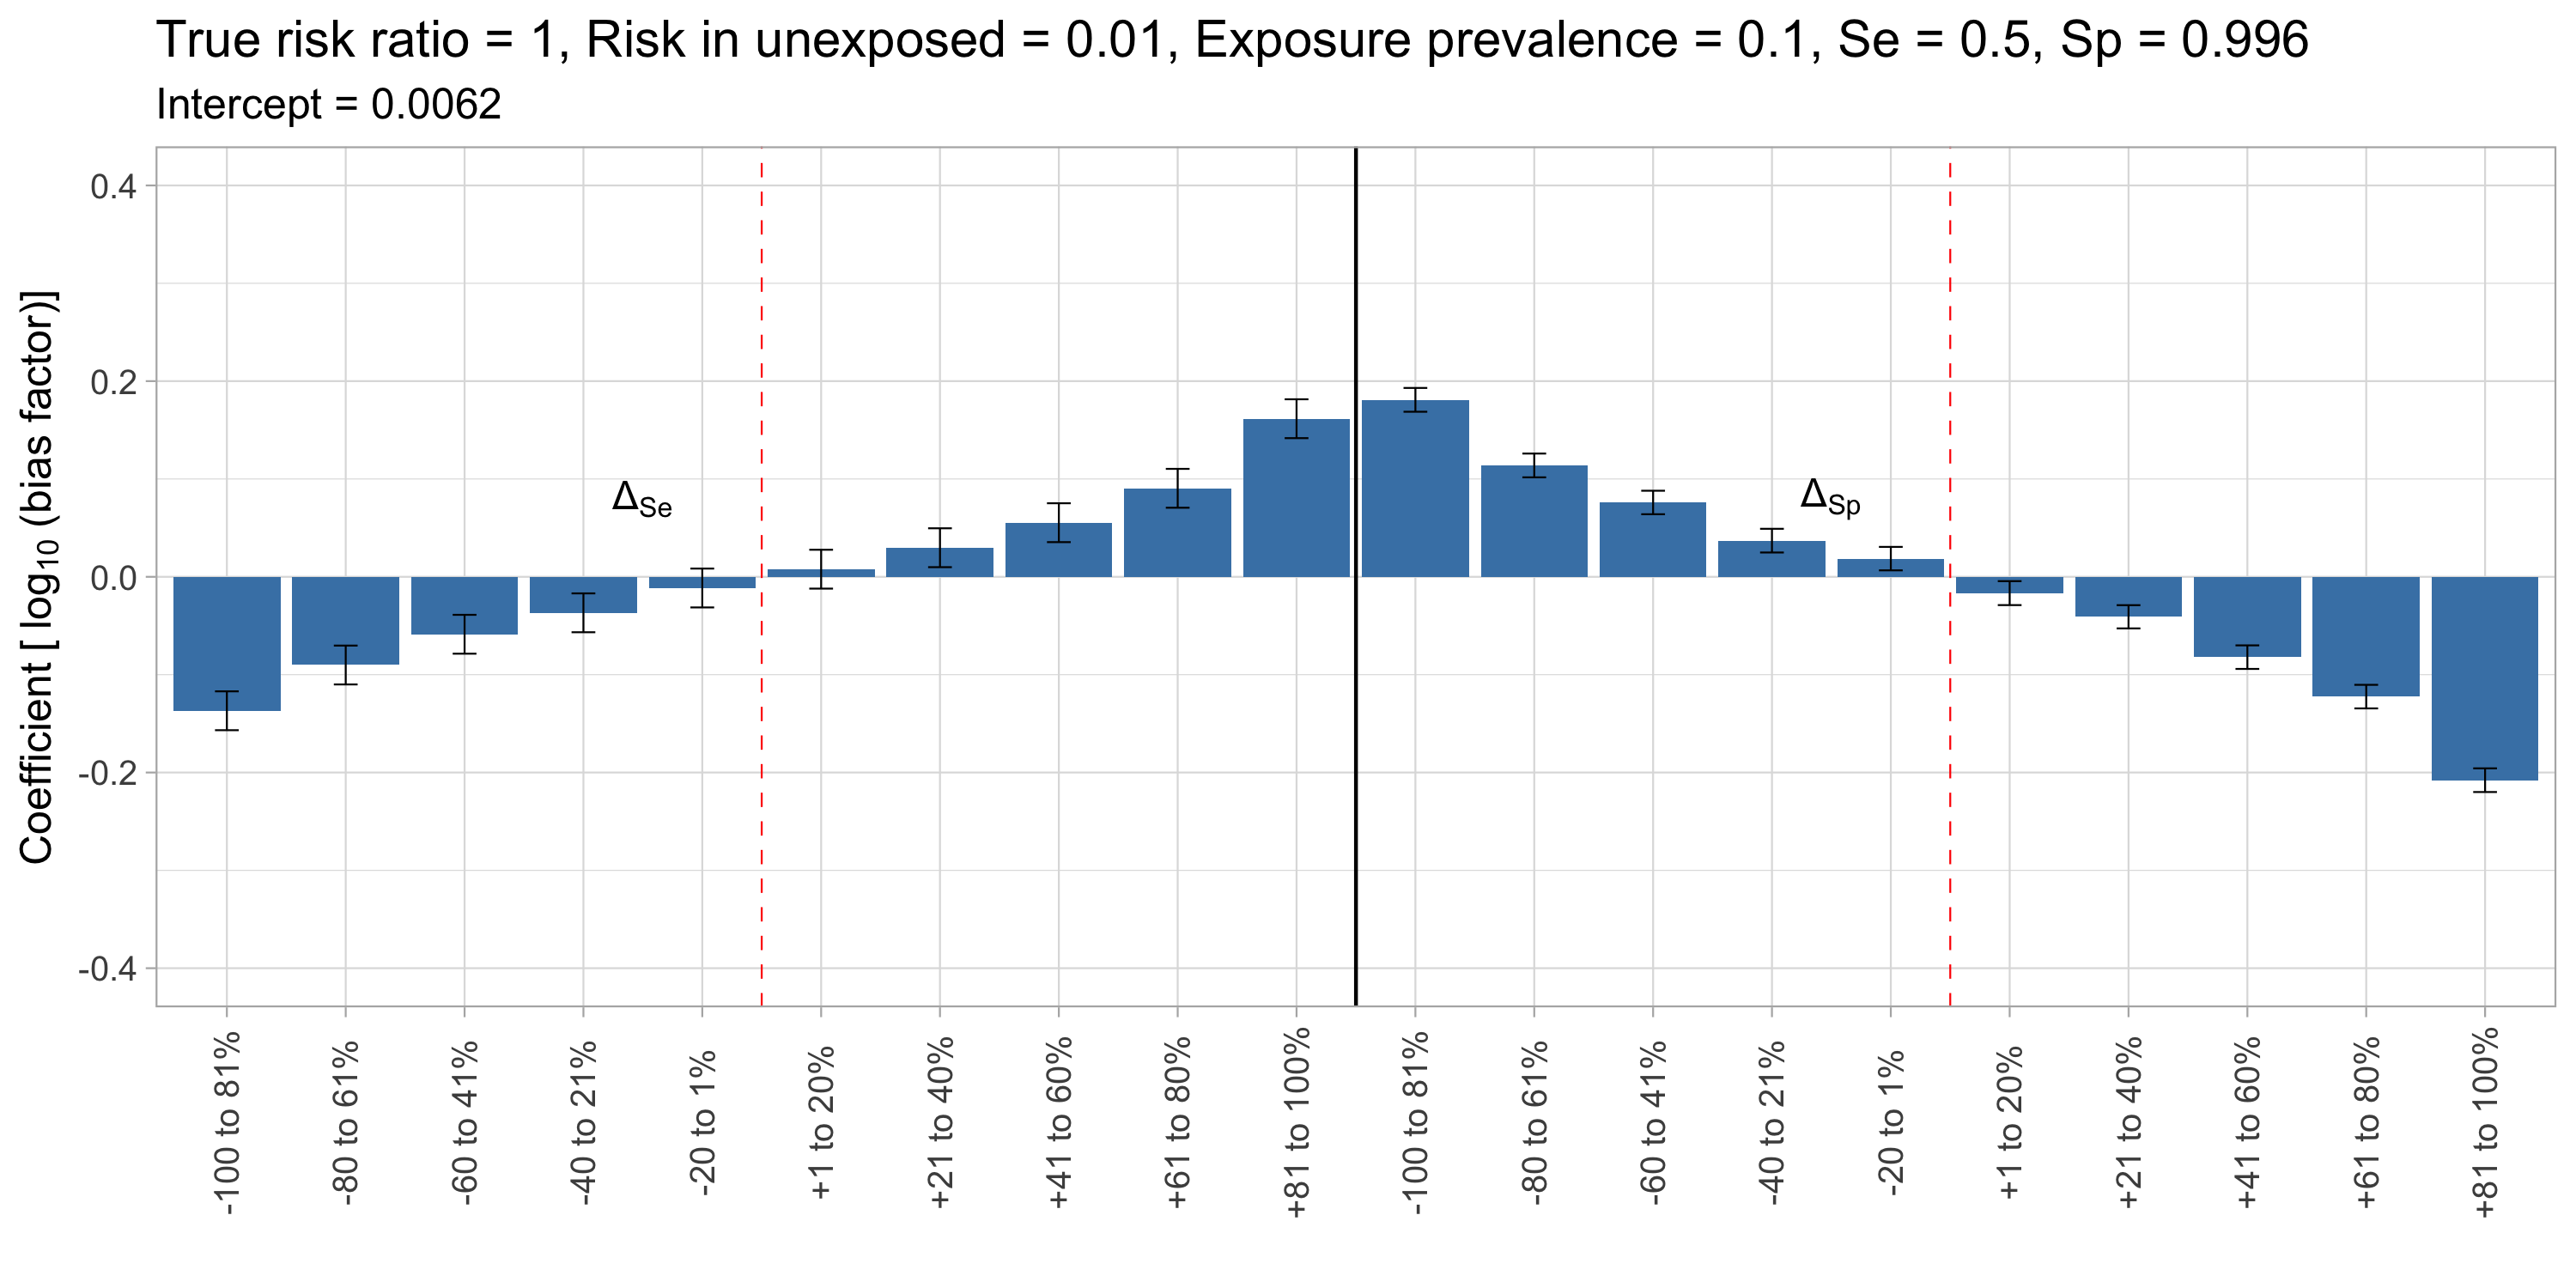 True risk ratio = 1, Risk in unexposed = 0.01, Exposure prevalence = 0.1, Se = 0.5, Sp = 0.996
Intercept = 0.0062
Coefficient [ log10 (bias factor)]
0.4
0.2
0.0
-0.2
-0.4
ΔSe
ΔSp
-100 to 81%
-80 to 61%
-60 to 41%
-40 to 21%
-20 to 1%
+1 to 20%
+21 to 40%
+41 to 60%
+61 to 80%
+81 to 100%
-100 to 81%
-80 to 61%
-60 to 41%
-40 to 21%
-20 to 1%
+1 to 20%
+21 to 40%
+41 to 60%
+61 to 80%
+81 to 100%